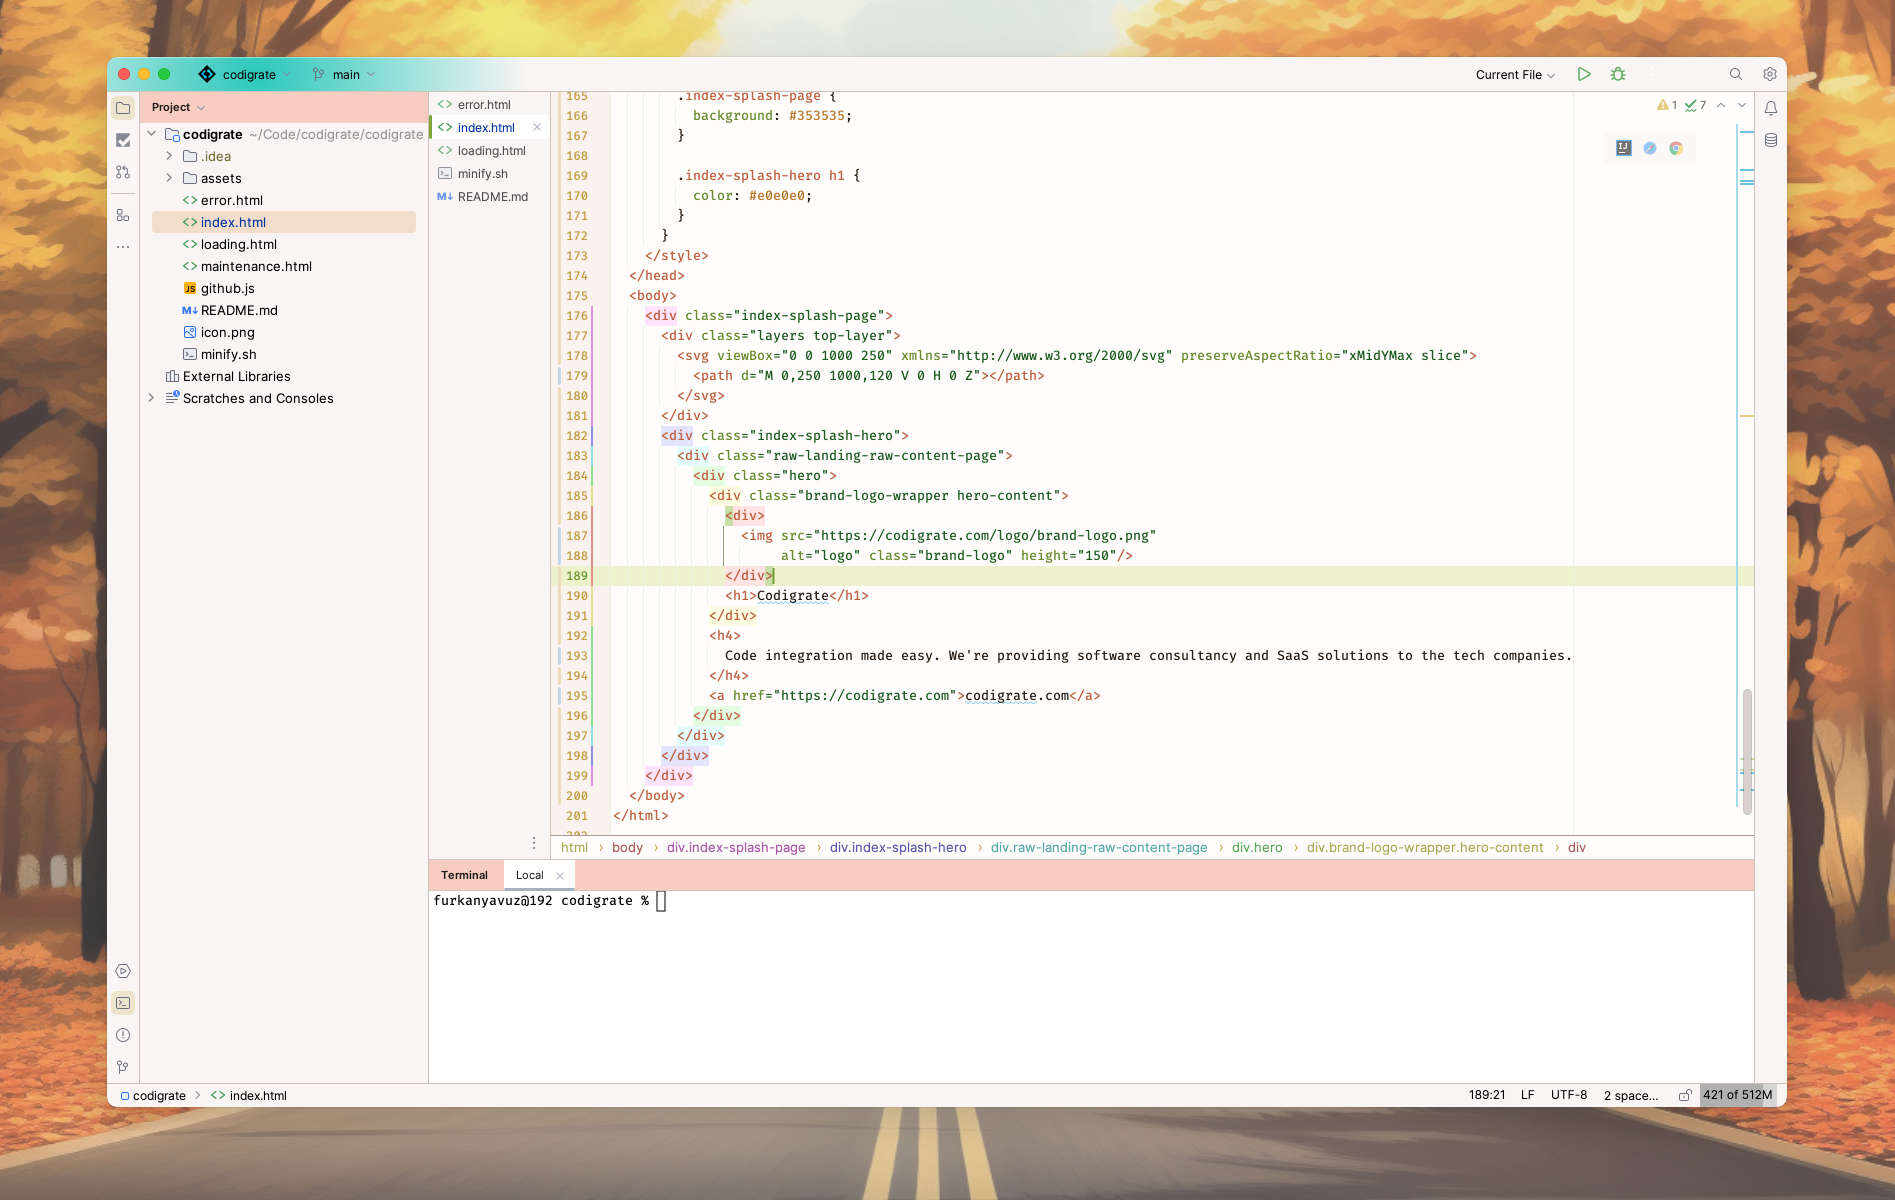 codigrate
main
Current File
Project
codigrate ~/Code/codigrate/codigrate
.idea
assets
error.html
index.html
loading.html
maintenance.html
JS github.js
M↓ README.md
icon.png
minify.sh
External Libraries
Scratches and Consoles
error.html
index.html
loading.html
minify.sh
M↓ README.md
1 7
IJ
165 .index-splash-page {
166 background: #353535;
167 }
168
169 .index-splash-hero h1 {
170 color: #e0e0e0;
171 }
172 }
173 </style>
174 </head>
175 <body>
176 <div class="index-splash-page">
177 <div class="layers top-layer">
178 <svg viewBox="0 0 1000 250" xmlns="http://www.w3.org/2000/svg" preserveAspectRatio="xMidYMax slice">
179 <path d="M 0,250 1000,120 V 0 H 0 Z"></path>
180 </svg>
181 </div>
182 <div class="index-splash-hero">
183 <div class="raw-landing-raw-content-page">
184 <div class="hero">
185 <div class="brand-logo-wrapper hero-content">
186 <div>
187 <img src="https://codigrate.com/logo/brand-logo.png"
188 alt="logo" class="brand-logo" height="150"/>
189 </div>
190 <h1>Codigrate</h1>
191 </div>
192 <h4>
193 Code integration made easy. We're providing software consultancy and SaaS solutions to the tech companies.
194 </h4>
195 <a href="https://codigrate.com">codigrate.com</a>
196 </div>
197 </div>
198 </div>
199 </div>
200 </body>
201 </html>
202
html › body › div.index-splash-page › div.index-splash-hero › div.raw-landing-raw-content-page › div.hero › div.brand-logo-wrapper.hero-content › div
Terminal Local
furkanyavuz@192 codigrate %
codigrate > index.html
189:21 LF UTF-8 2 space... 421 of 512M